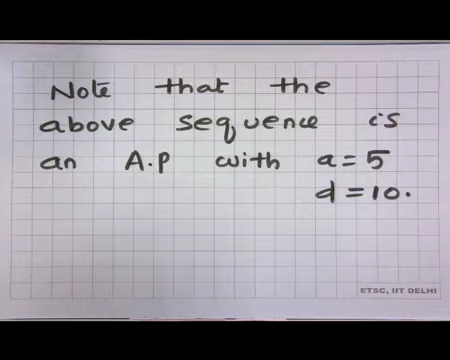 Note that the
above sequence is
an A.P with a = 5
d = 10.
ETSC, IIT DELHI